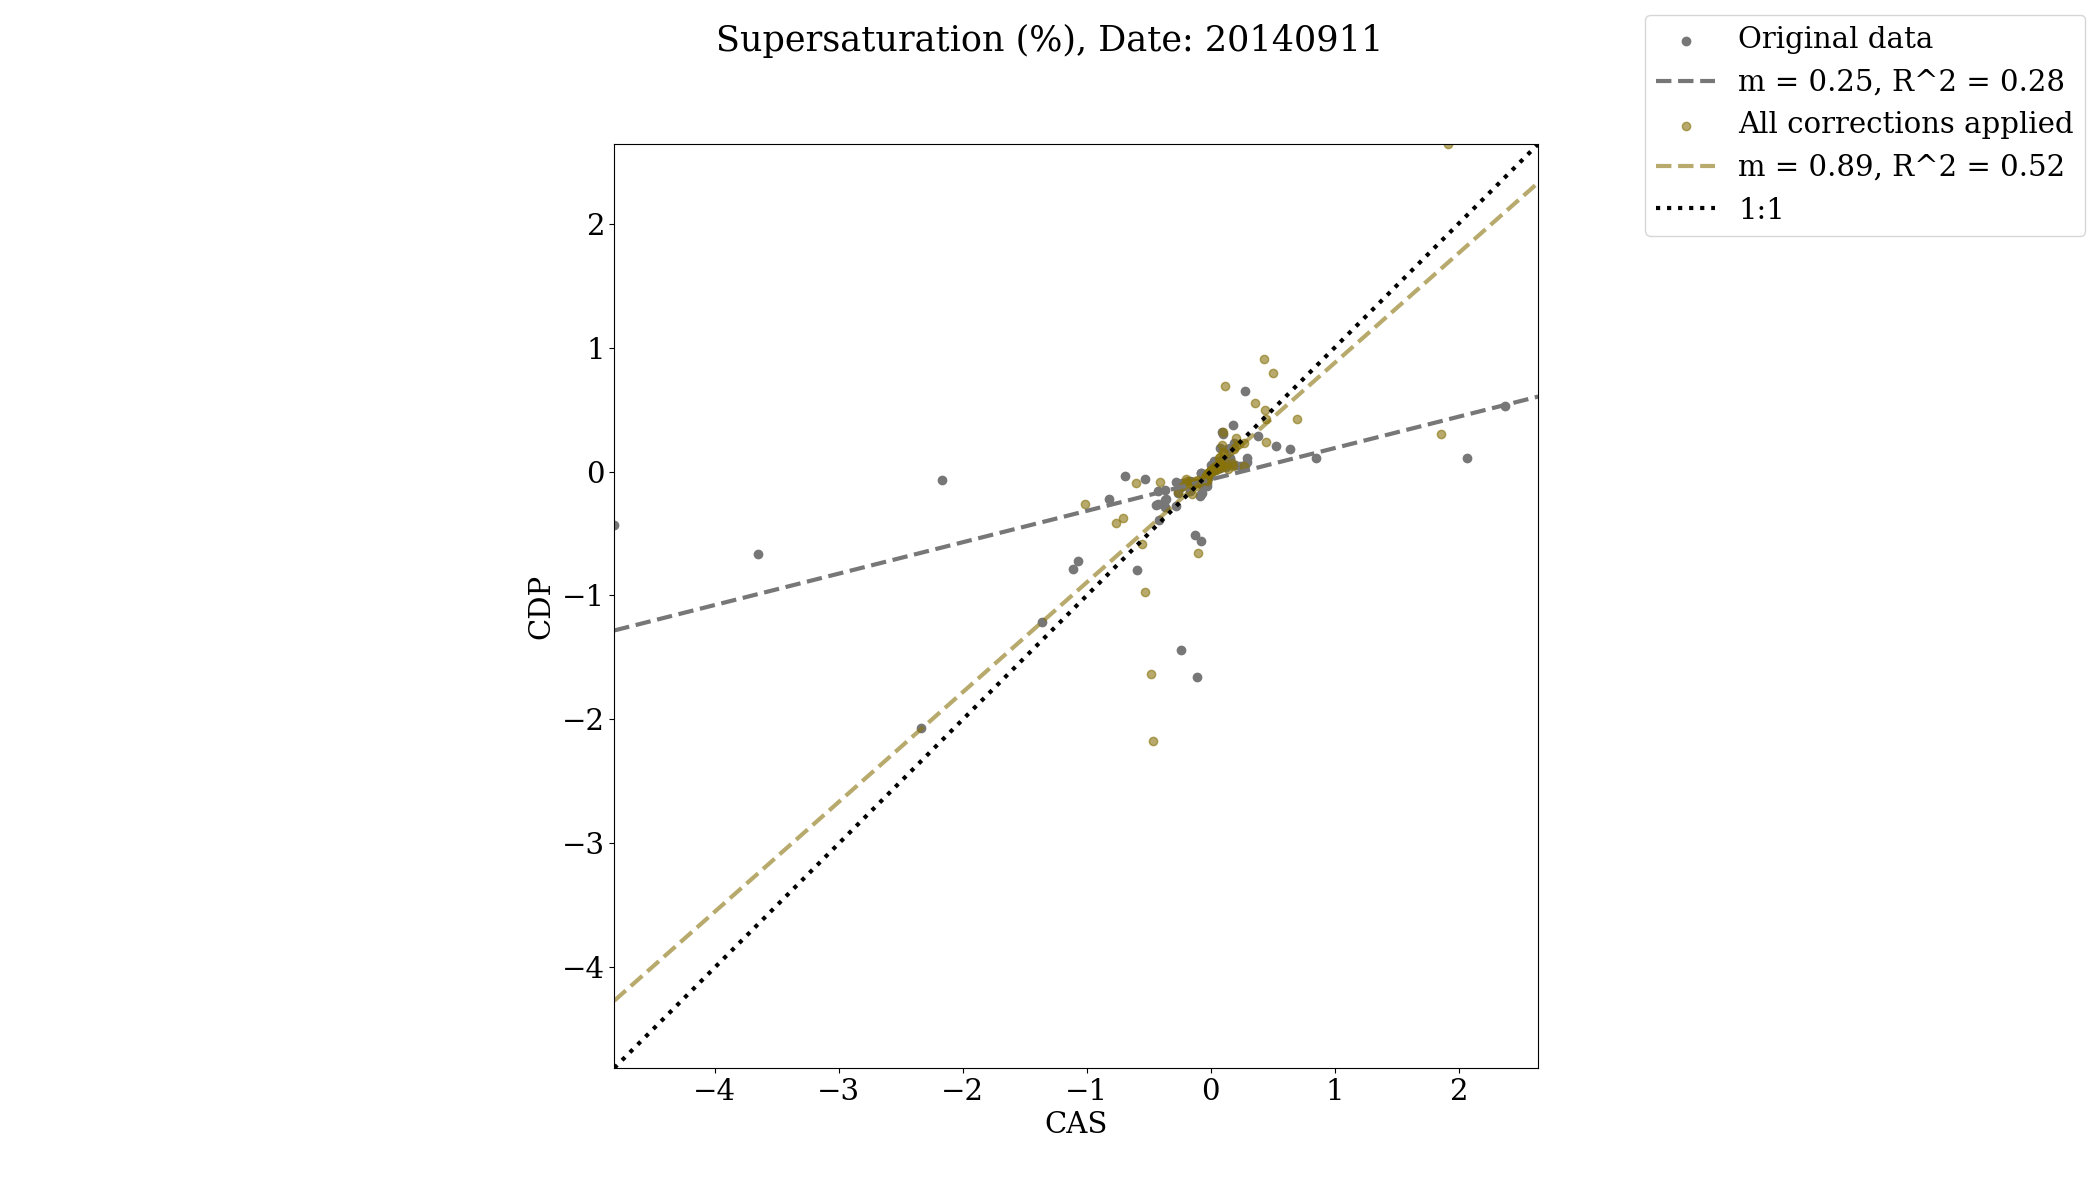 Supersaturation (%), Date: 20140911
Original data
m = 0.25, R^2 = 0.28
All corrections applied
m = 0.89, R^2 = 0.52
1:1
2
1
0
−1
−2
−3
−4
CDP
−4 −3 −2 −1 0 1 2
CAS